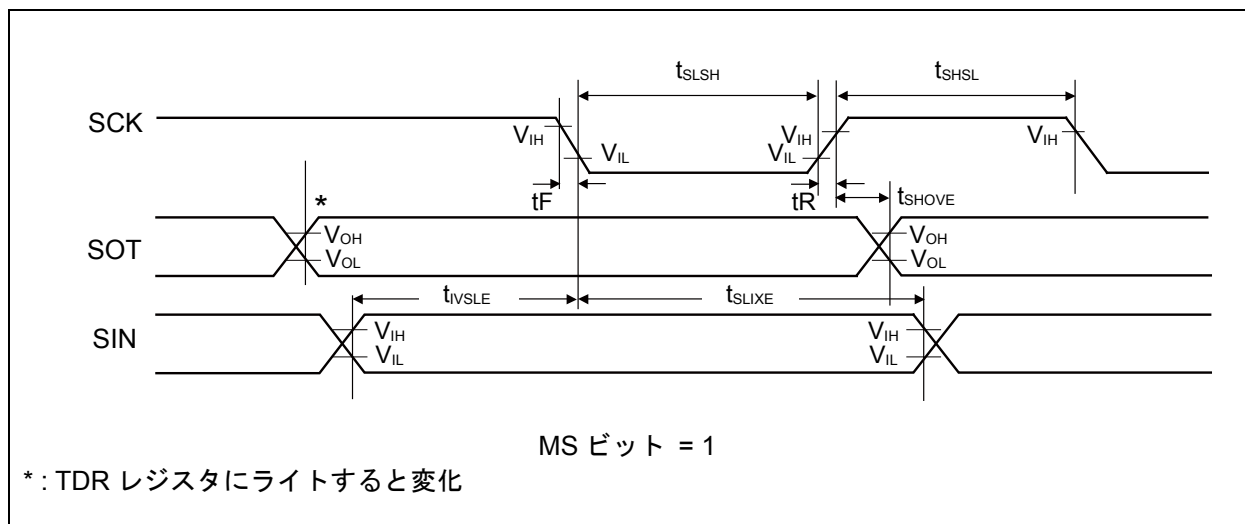 tSLSH
tSHSL
SCK
VIH
VIL
VIH
VIL
VIH
tF
tR
tSHOVE
*
SOT
VOH
VOL
VOH
VOL
tIVSLE
tSLIXE
SIN
VIH
VIL
VIH
VIL
MS ビット = 1
* : TDR レジスタにライトすると変化